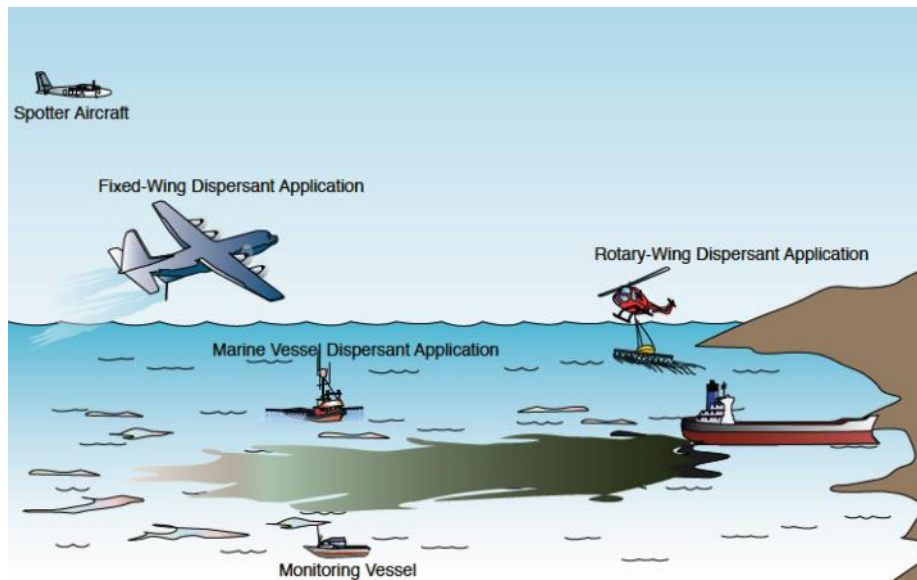 Spotter Aircraft
Fixed-Wing Dispersant Application
Rotary-Wing Dispersant Application
Marine Vessel Dispersant Application
Monitoring Vessel